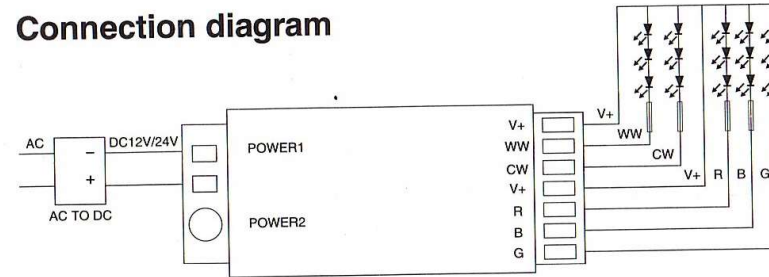 Connection diagram
AC
DC12V/24V
−
+
AC TO DC
POWER1
POWER2
V+
WW
CW
V+
R
B
G
V+
WW
CW
V+
R
B
G